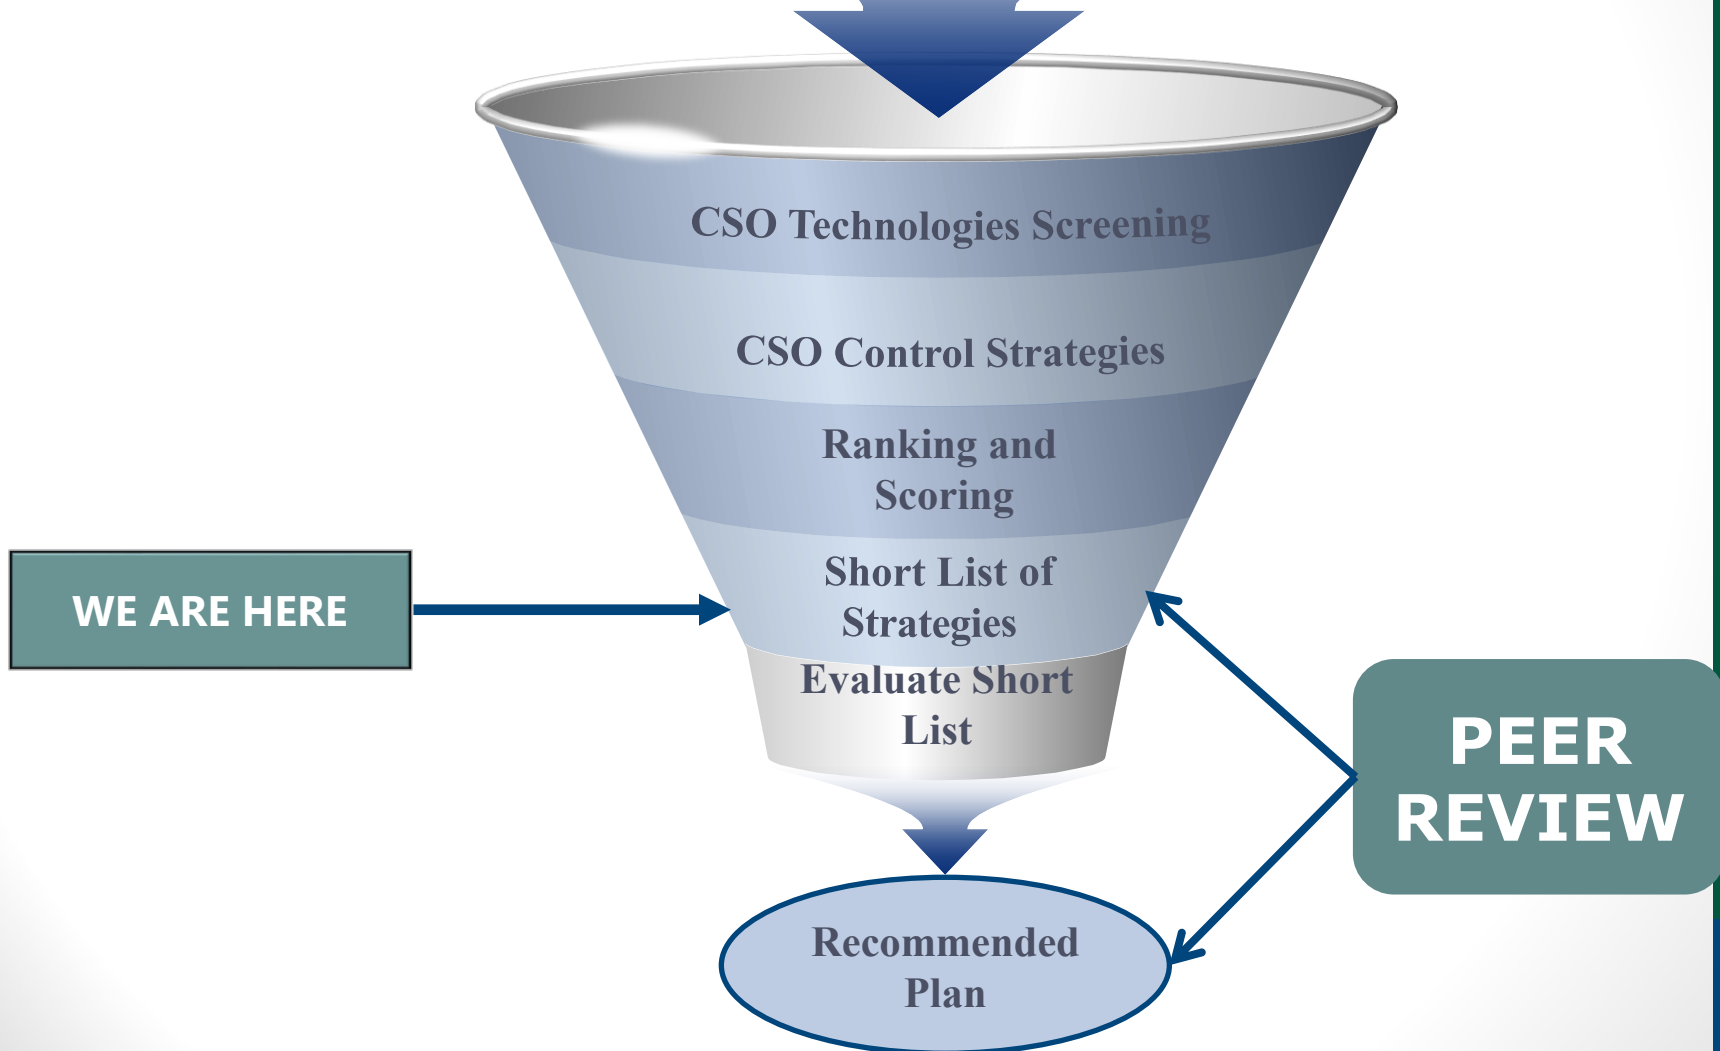 CSO Technologies Screening
CSO Control Strategies
Ranking and
Scoring
Short List of
Strategies
WE ARE HERE
Evaluate Short
List
PEER
REVIEW
Recommended
Plan